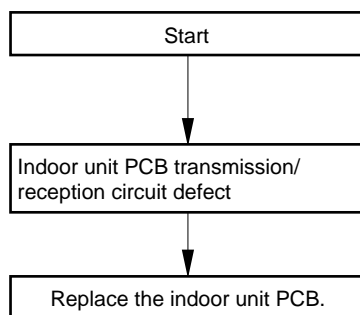 Start
Indoor unit PCB transmission/
reception circuit defect
Replace the indoor unit PCB.